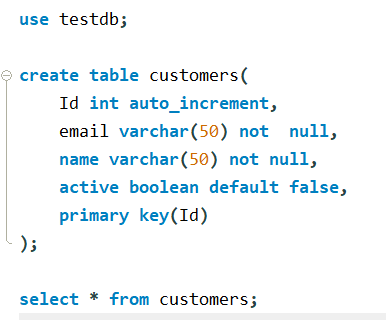 use testdb;
create table customers(
Id int auto_increment,
email varchar(50) not  null,
name varchar(50) not null,
active boolean default false,
primary key(Id)
);
select * from customers;